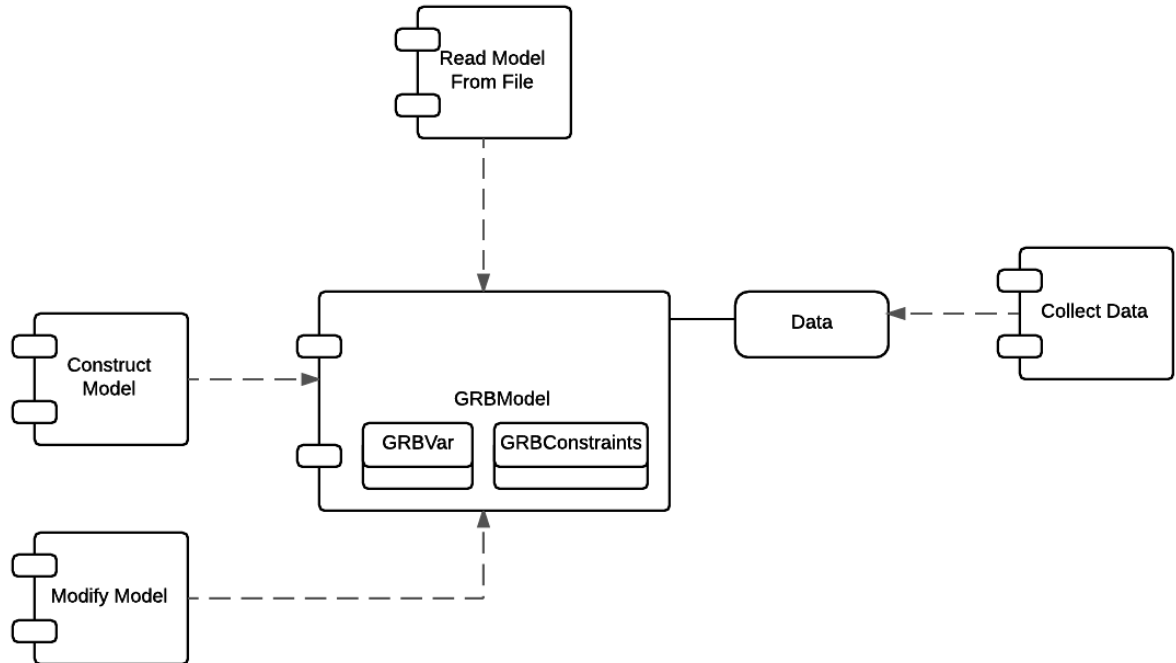 Read Model
From File
Data
Collect Data
Construct
Model
GRBModel
GRBVar
GRBConstraints
Modify Model